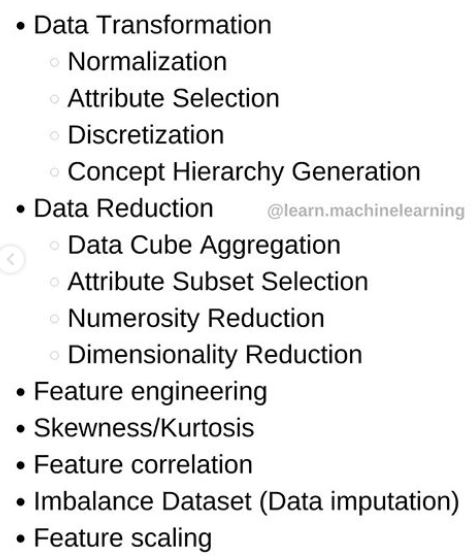 • Data Transformation
◦ Normalization
◦ Attribute Selection
◦ Discretization
◦ Concept Hierarchy Generation
• Data Reduction @learn.machinelearning
◦ Data Cube Aggregation
◦ Attribute Subset Selection
◦ Numerosity Reduction
◦ Dimensionality Reduction
• Feature engineering
• Skewness/Kurtosis
• Feature correlation
• Imbalance Dataset (Data imputation)
• Feature scaling